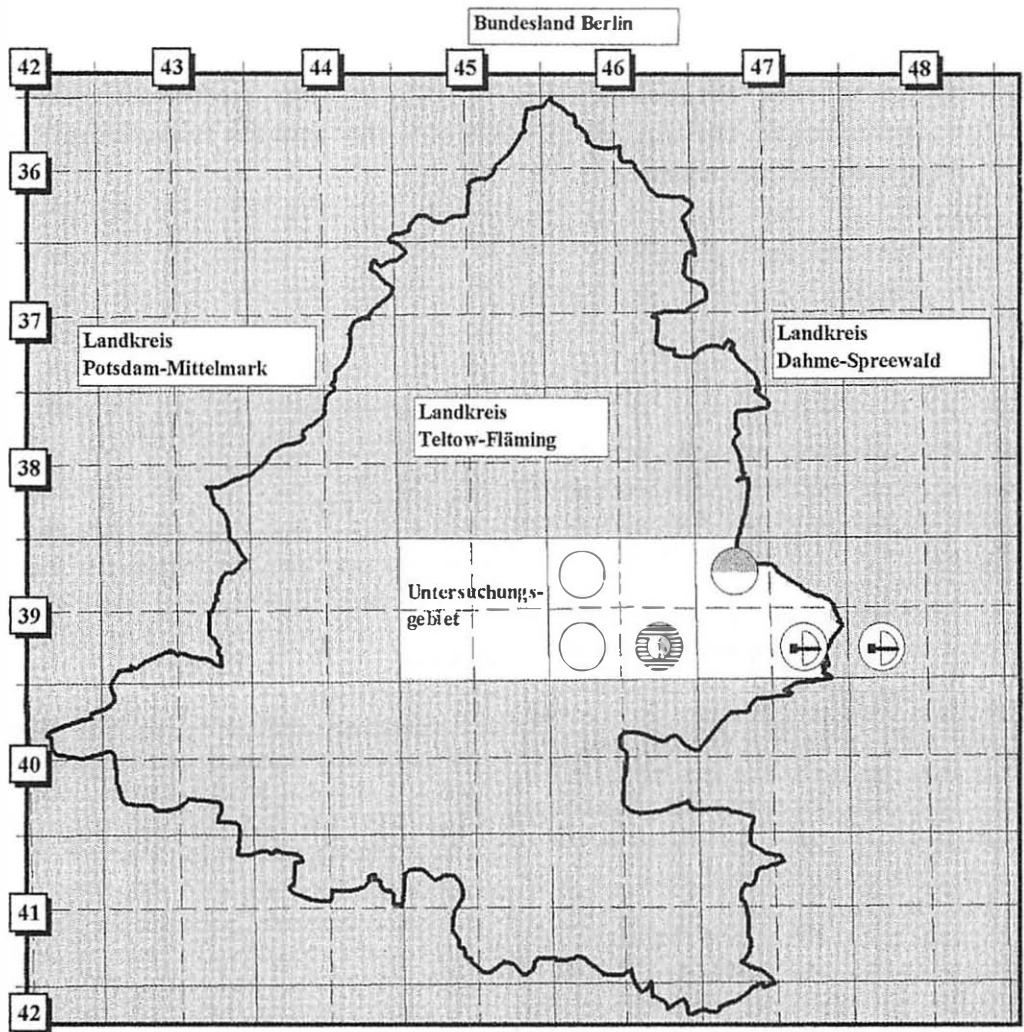 Bundesland Berlin
42 43 44 45 46 47 48
36
37
Landkreis
Potsdam-Mittelmark
Landkreis
Dahme-Spreewald
Landkreis
Teltow-Fläming
38
Untersuchungs-
gebiet
39
40
41
42